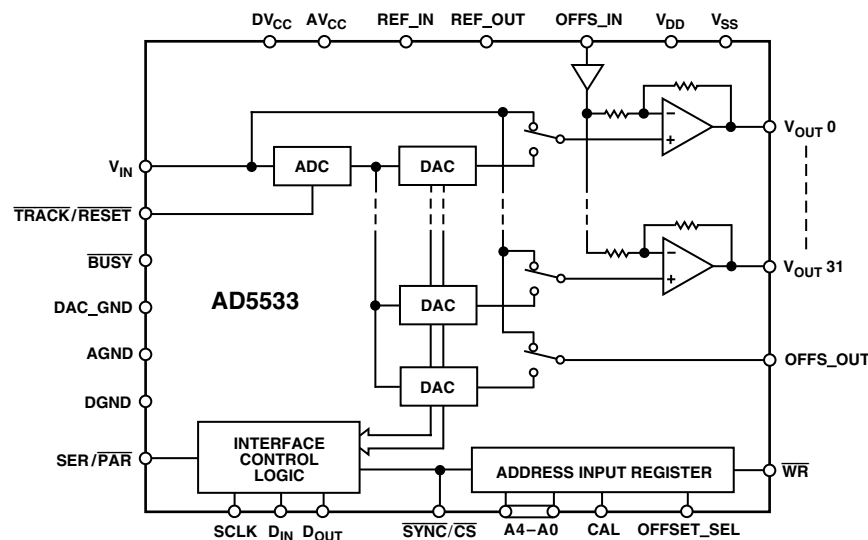 DVCC AVCC REF_IN REF_OUT OFFS_IN VDD VSS
VIN
ADC
DAC
VOUT 0
TRACK/RESET
BUSY
DAC_GND
AD5533
DAC
VOUT 31
AGND
DGND
DAC
OFFS_OUT
SER/PAR
INTERFACE
CONTROL
LOGIC
ADDRESS INPUT REGISTER
WR
SCLK DIN DOUT SYNC/CS A4–A0 CAL OFFSET_SEL